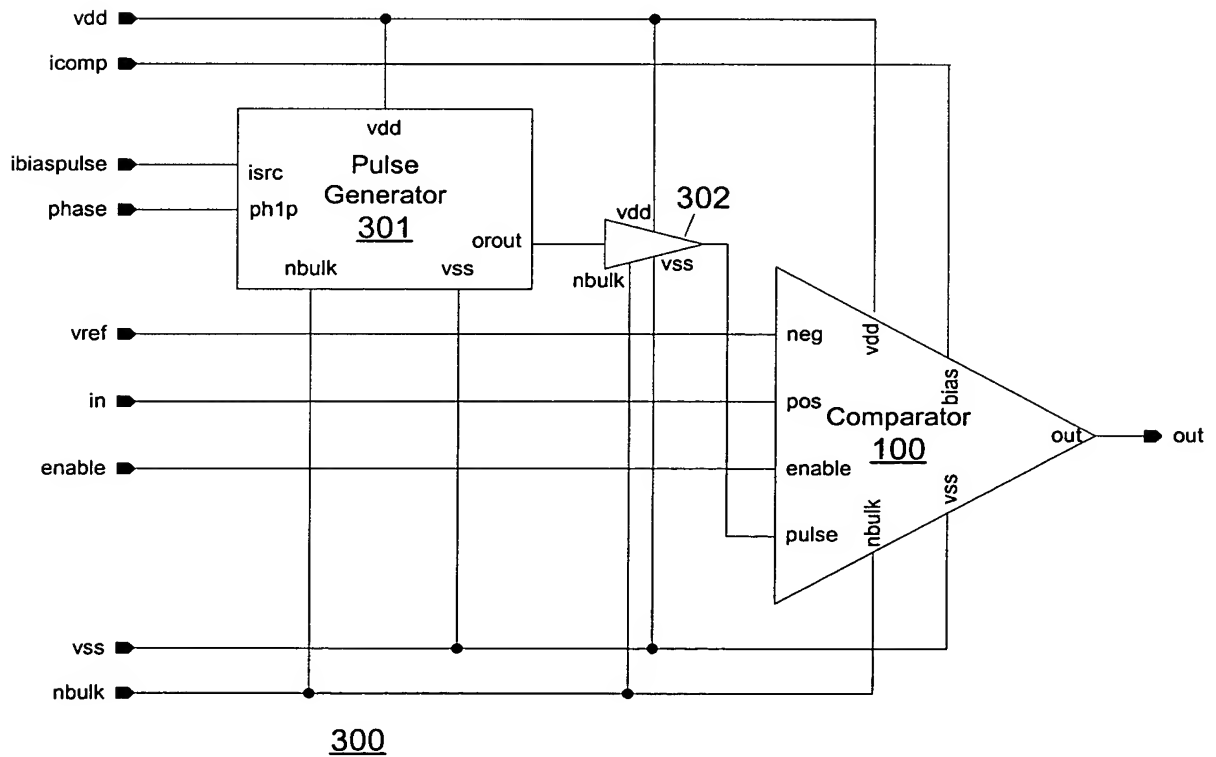 vdd
icomp
vdd
ibiaspulse
isrc
Pulse
Generator
301
phase
ph1p
302
vdd
orout
nbulk
vss
vss
nbulk
vref
neg
vdd
bias
in
pos
Comparator
100
out
out
enable
enable
vss
nbulk
pulse
vss
nbulk
300